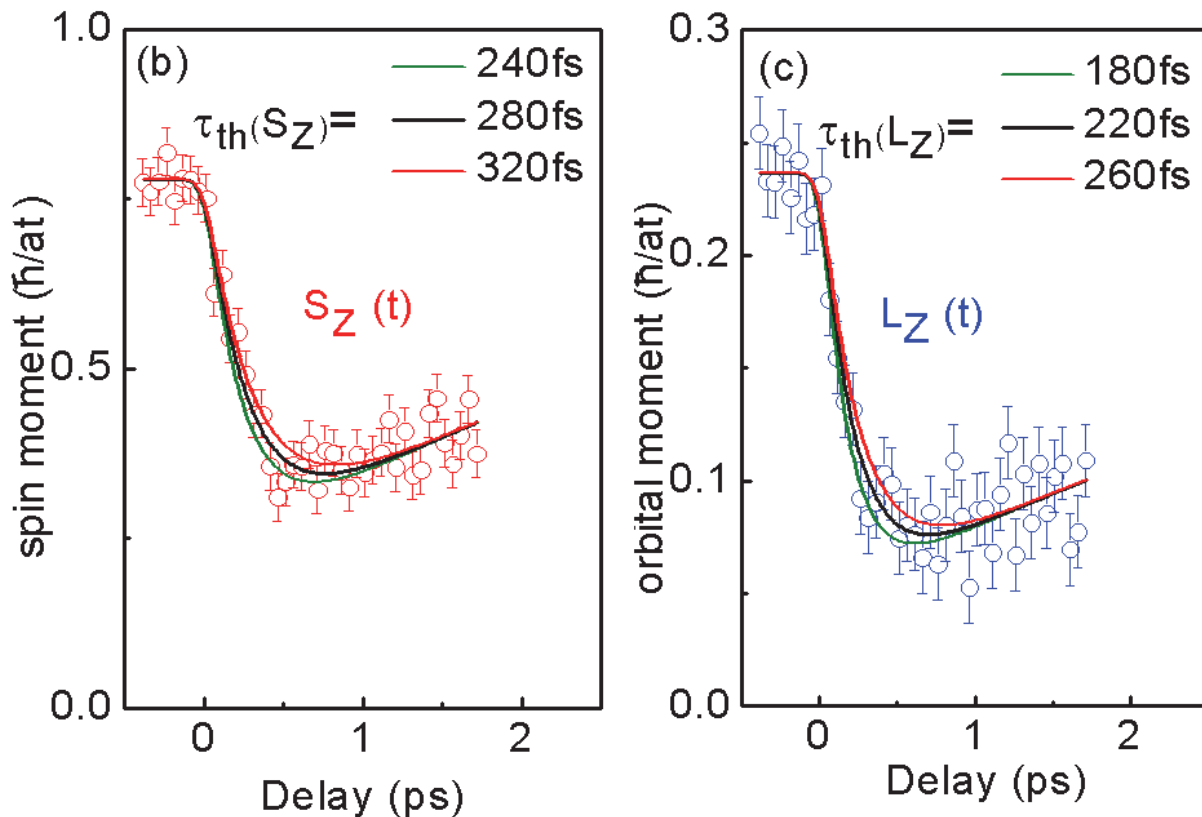 (b)
240fs
τth(SZ)=
280fs
320fs
SZ (t)
spin moment (ħ/at)
1.0
0.5
0.0
0
1
2
Delay (ps)
(c)
180fs
τth(LZ)=
220fs
260fs
LZ (t)
orbital moment (ħ/at)
0.3
0.2
0.1
0.0
0
1
2
Delay (ps)